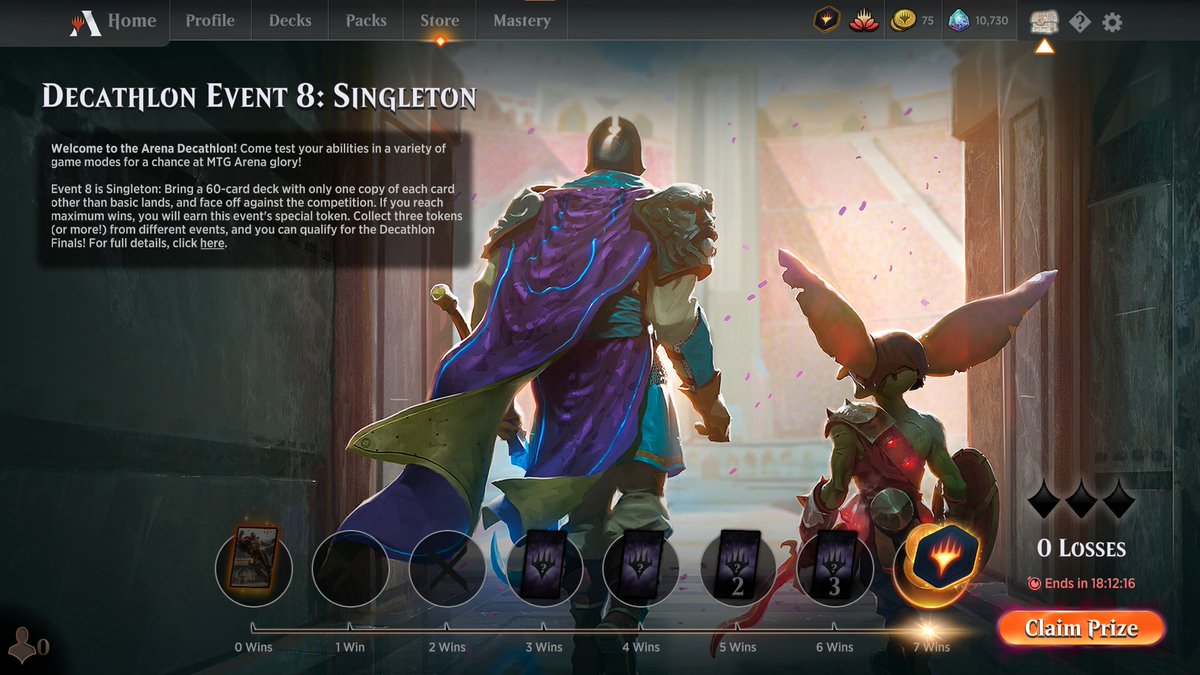 Home Profile Decks Packs Store Mastery 75 10,730 ?
Decathlon Event 8: Singleton
Welcome to the Arena Decathlon! Come test your abilities in a variety of
game modes for a chance at MTG Arena glory!
Event 8 is Singleton: Bring a 60-card deck with only one copy of each card
other than basic lands, and face off against the competition. If you reach
maximum wins, you will earn this event's special token. Collect three tokens
(or more!) from different events, and you can qualify for the Decathlon
Finals! For full details, click here.
0 Losses
Ends in 18:12:16
Claim Prize
? ? ? ?
2 3
0 Wins 1 Win 2 Wins 3 Wins 4 Wins 5 Wins 6 Wins 7 Wins
0